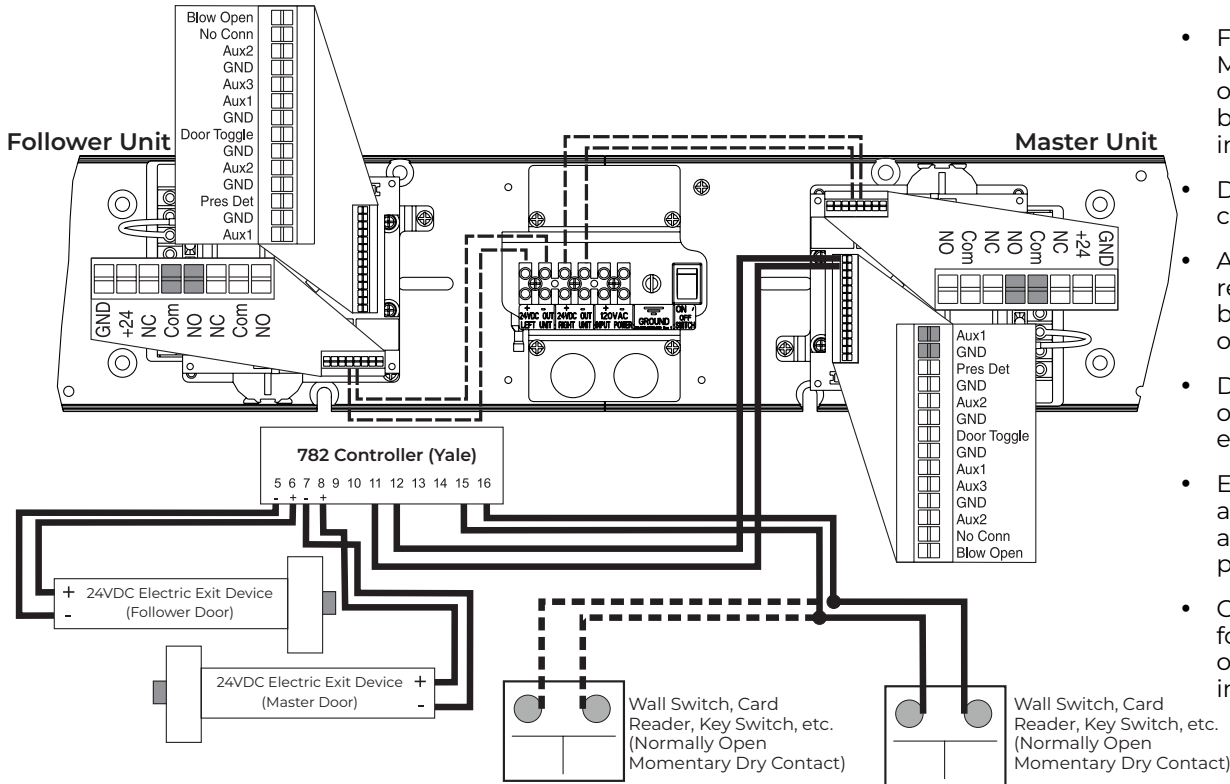 Blow Open
No Conn
Aux2
GND
Aux3
Aux1
GND
Door Toggle
GND
Aux2
GND
Pres Det
GND
Aux1
Follower Unit
Master Unit
GND
+24
NC
Com
NO
NC
Com
NO
+ - + -
24VDC OUT
LEFT UNIT
24VDC OUT
RIGHT UNIT
120VAC
INPUT POWER
GROUND
ON /
OFF
SWITCH
NO
Com
NC
NO
Com
NC
+24
GND
Aux1
GND
Pres Det
GND
Aux2
GND
Door Toggle
GND
Aux1
Aux3
GND
Aux2
No Conn
Blow Open
782 Controller (Yale)
5 6 7 8 9 10 11 12 13 14 15 16
- + - +
+ 24VDC Electric Exit Device
- (Follower Door)
24VDC Electric Exit Device +
(Master Door) -
Wall Switch, Card
Reader, Key Switch, etc.
(Normally Open
Momentary Dry Contact)
Wall Switch, Card
Reader, Key Switch, etc.
(Normally Open
Momentary Dry Contact)